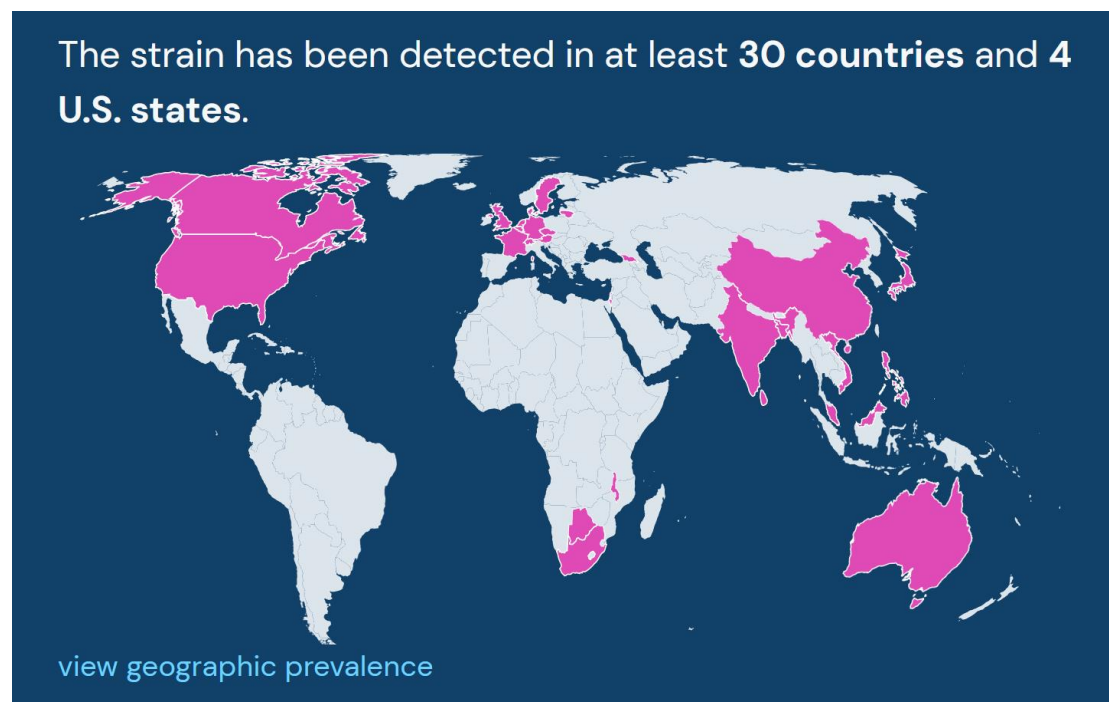 The strain has been detected in at least 30 countries and 4
U.S. states.
view geographic prevalence